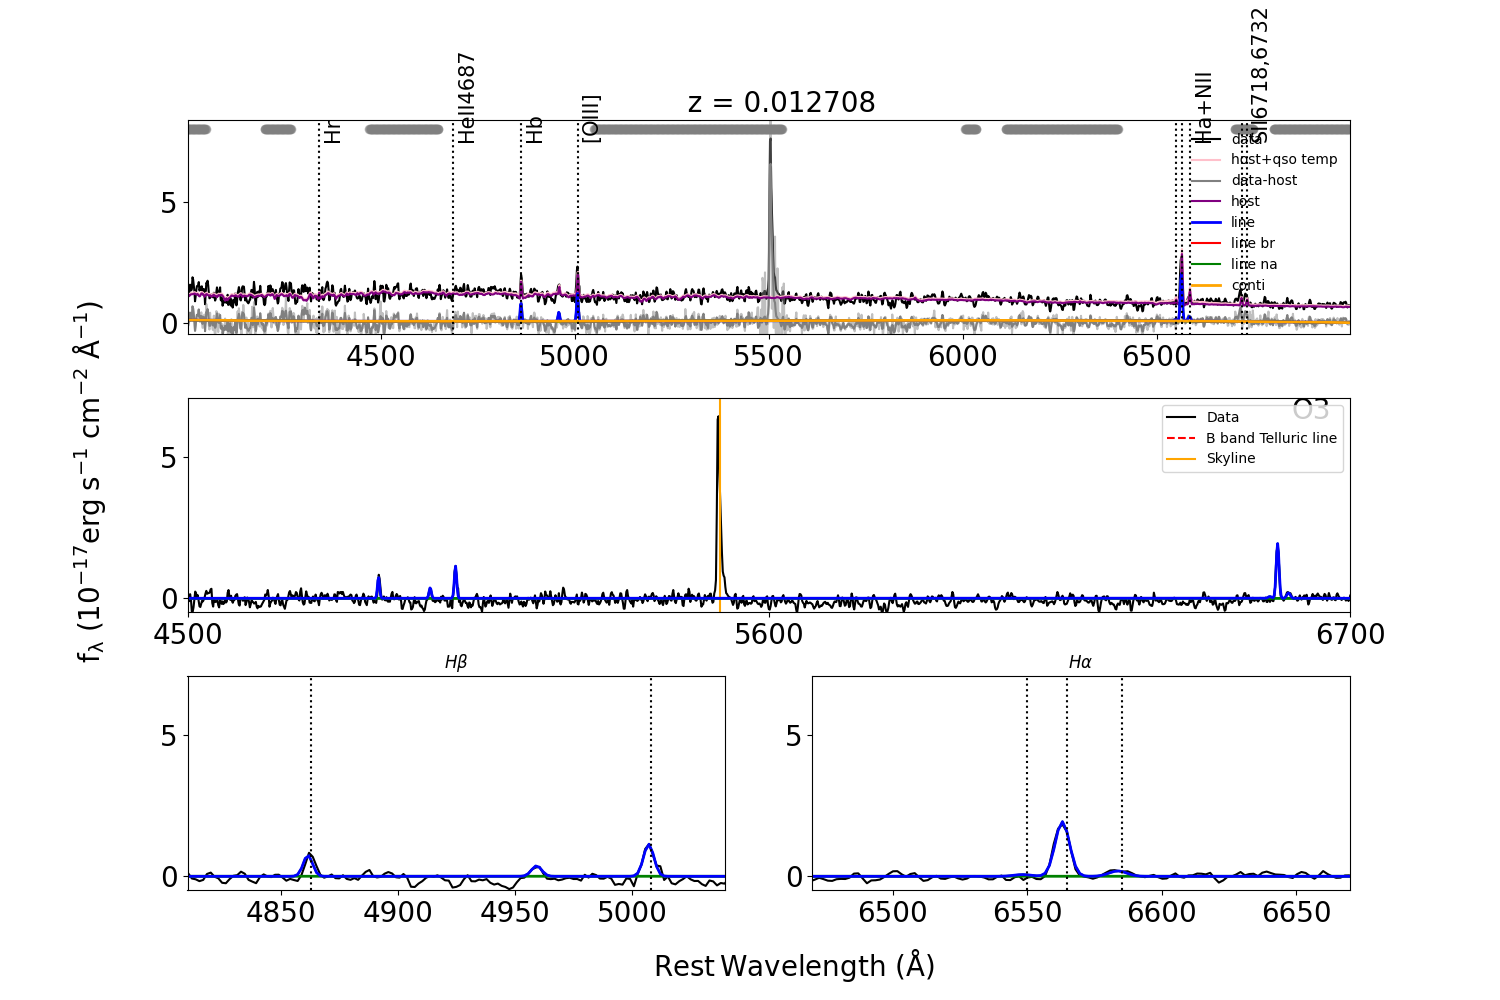 z = 0.012708
Hr
HeII4687
Hb
[OIII]
Ha+NII
SII6718,6732
data
host+qso temp
data-host
host
line
line br
line na
conti
5
0
4500
5000
5500
6000
6500
O3
Data
B band Telluric line
Skyline
5
0
4500
5600
6700
Hβ
5
0
4850
4900
4950
5000
Hα
5
0
6500
6550
6600
6650
fλ (10⁻¹⁷erg s⁻¹ cm⁻² Å⁻¹)
Rest Wavelength (Å)